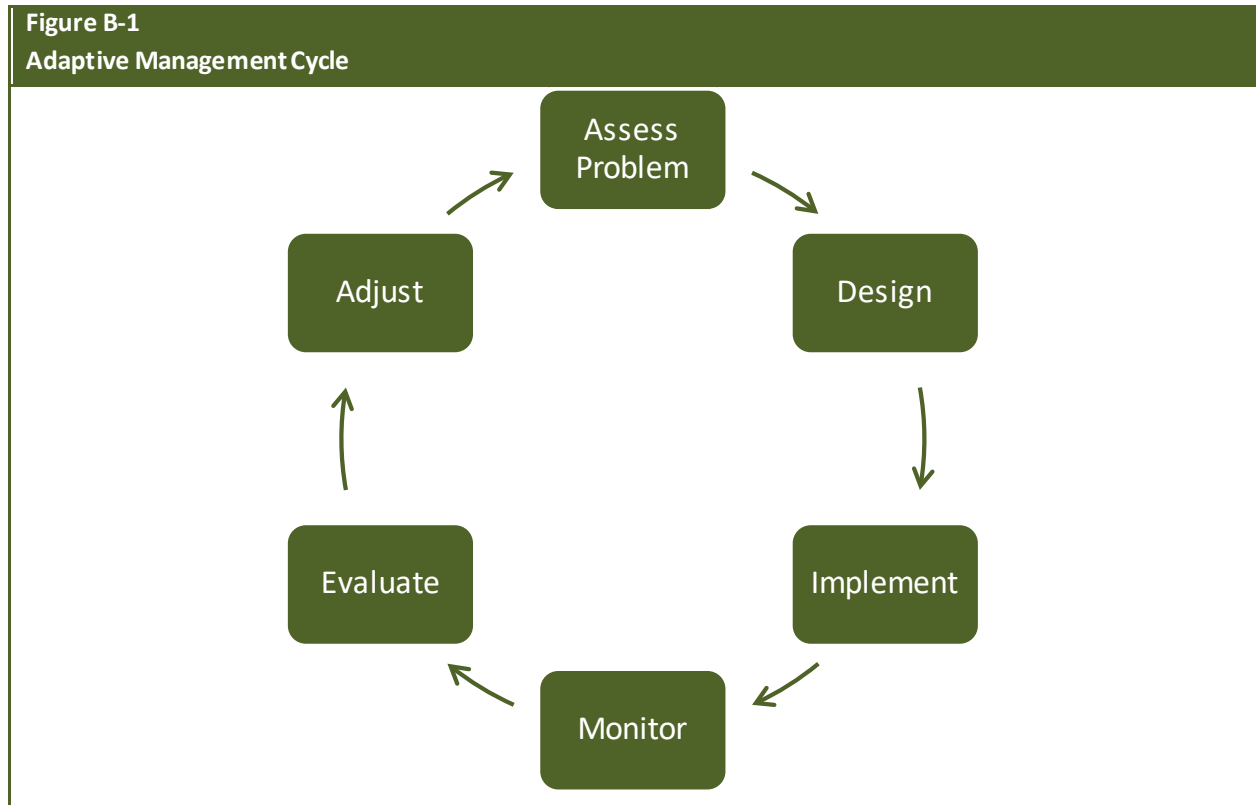 Figure B-1
Adaptive Management Cycle
Assess
Problem
Design
Implement
Monitor
Evaluate
Adjust